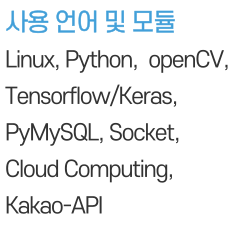 사용 언어 및 모듈
Linux, Python,  openCV,
Tensorflow/Keras,
PyMySQL, Socket,
Cloud Computing,
Kakao-API